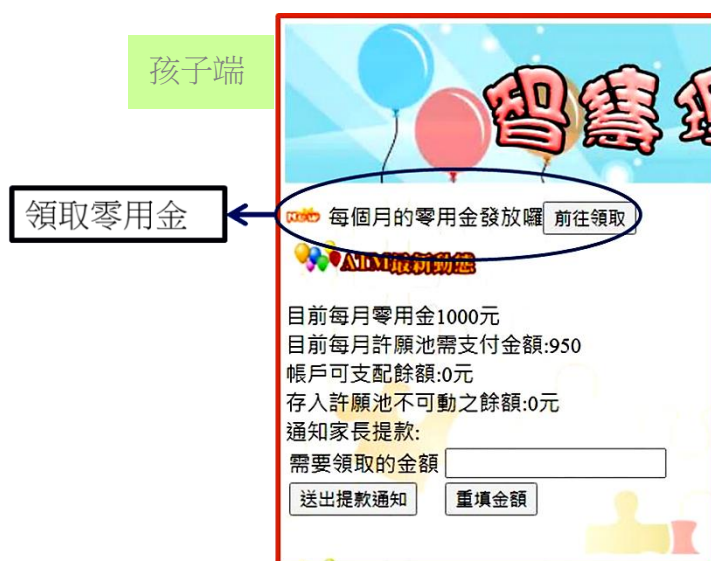 孩子端
智慧理
領取零用金
New 每個月的零用金發放囉 前往領取
ATM最新動態
目前每月零用金1000元
目前每月許願池需支付金額:950
帳戶可支配餘額:0元
存入許願池不可動之餘額:0元
通知家長提款:
需要領取的金額
送出提款通知 重填金額